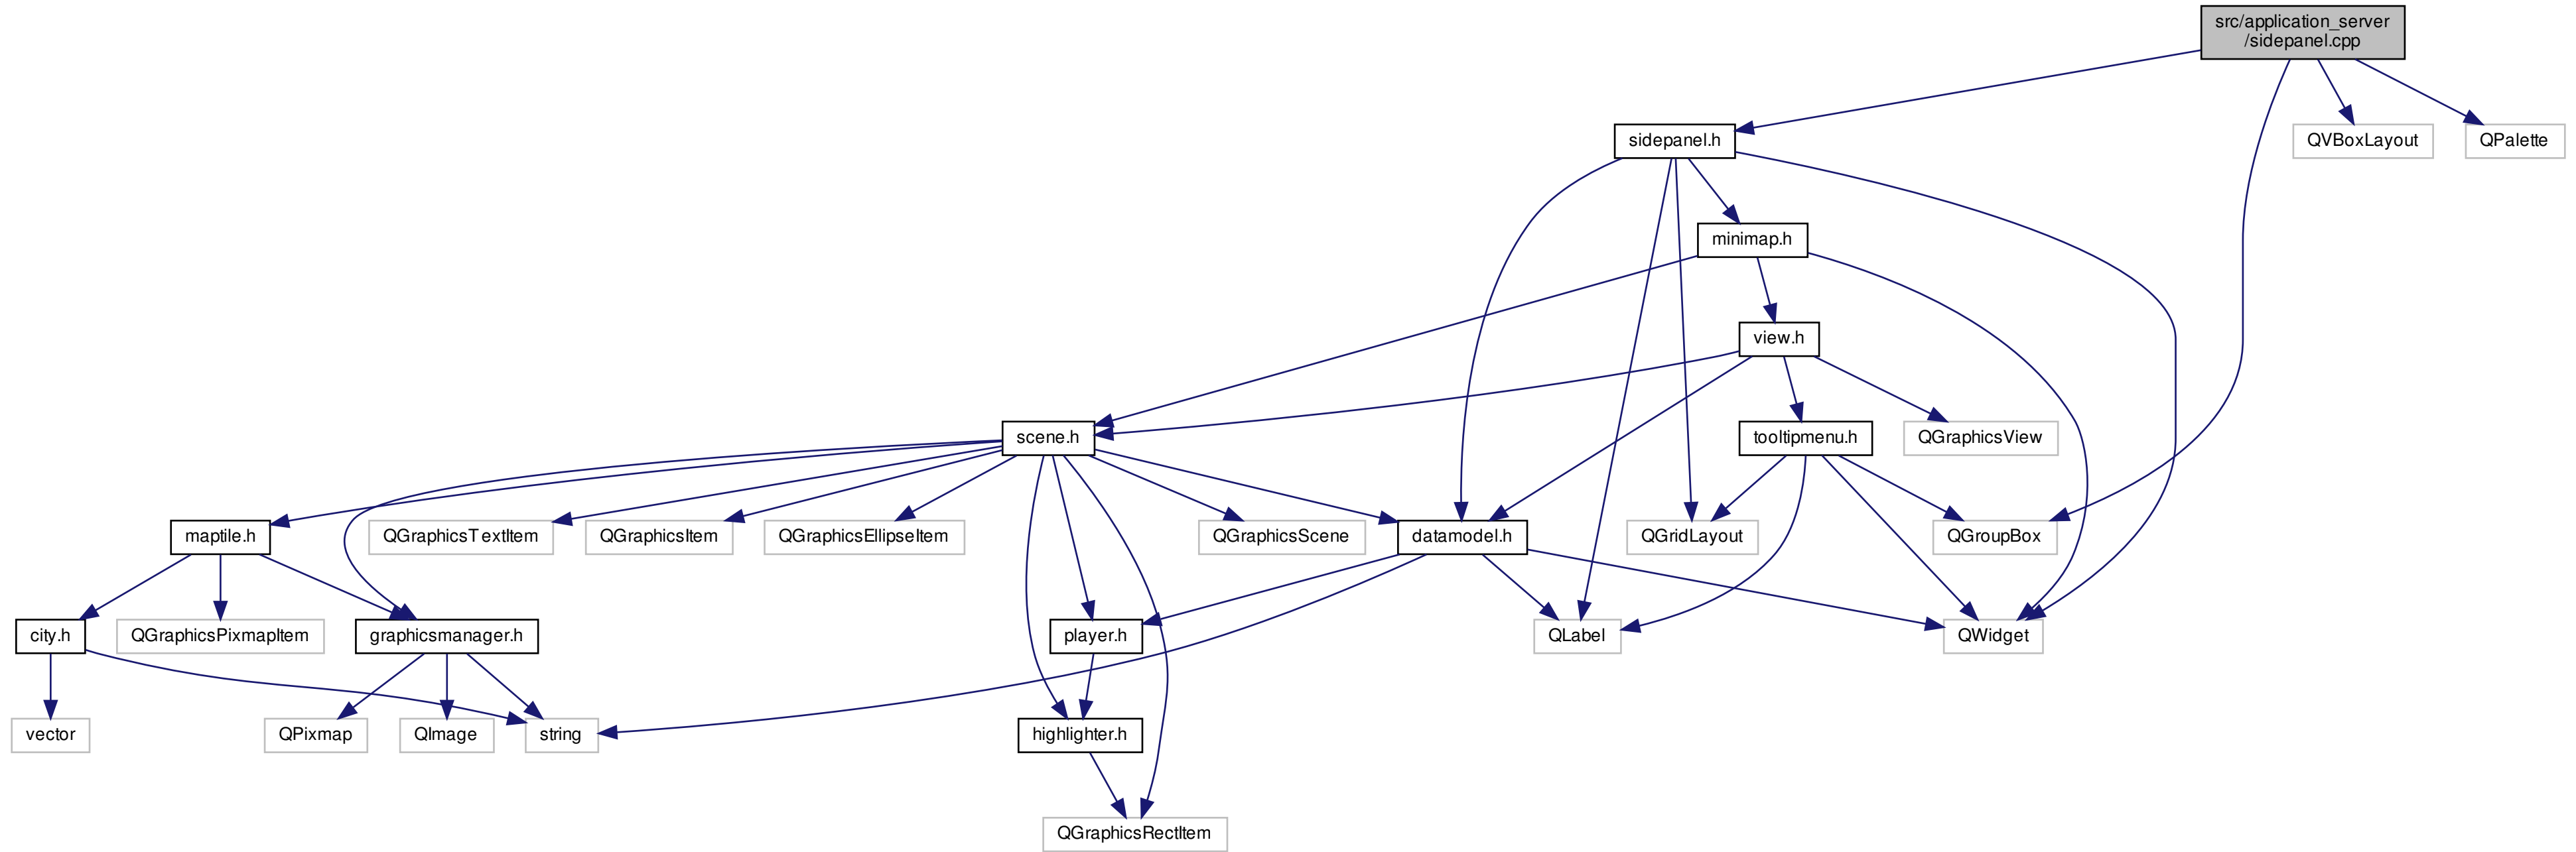 src/application_server
/sidepanel.cpp
sidepanel.h
QVBoxLayout
QPalette
minimap.h
view.h
scene.h
tooltipmenu.h
QGraphicsView
maptile.h
QGraphicsTextItem
QGraphicsItem
QGraphicsEllipseItem
QGraphicsScene
datamodel.h
QGridLayout
QGroupBox
city.h
QGraphicsPixmapItem
graphicsmanager.h
player.h
QLabel
QWidget
vector
QPixmap
QImage
string
highlighter.h
QGraphicsRectItem